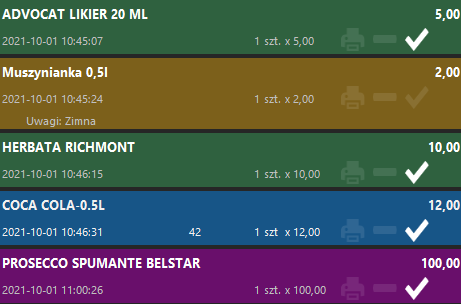 ADVOCAT LIKIER 20 ML 5,00
2021-10-01 10:45:07 1 szt. x 5,00
Muszynianka 0,5l 2,00
2021-10-01 10:45:24 1 szt. x 2,00
Uwagi: Zimna
HERBATA RICHMONT 10,00
2021-10-01 10:46:15 1 szt. x 10,00
COCA COLA-0.5L 12,00
2021-10-01 10:46:31 42 1 szt x 12,00
PROSECCO SPUMANTE BELSTAR 100,00
2021-10-01 11:00:26 1 szt. x 100,00